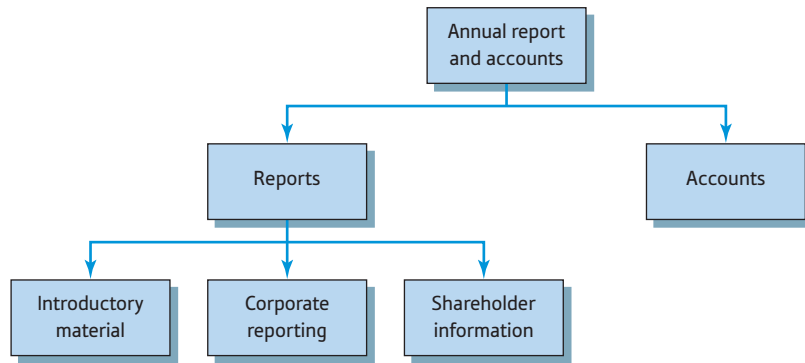 Annual report
and accounts
Reports
Accounts
Introductory
material
Corporate
reporting
Shareholder
information